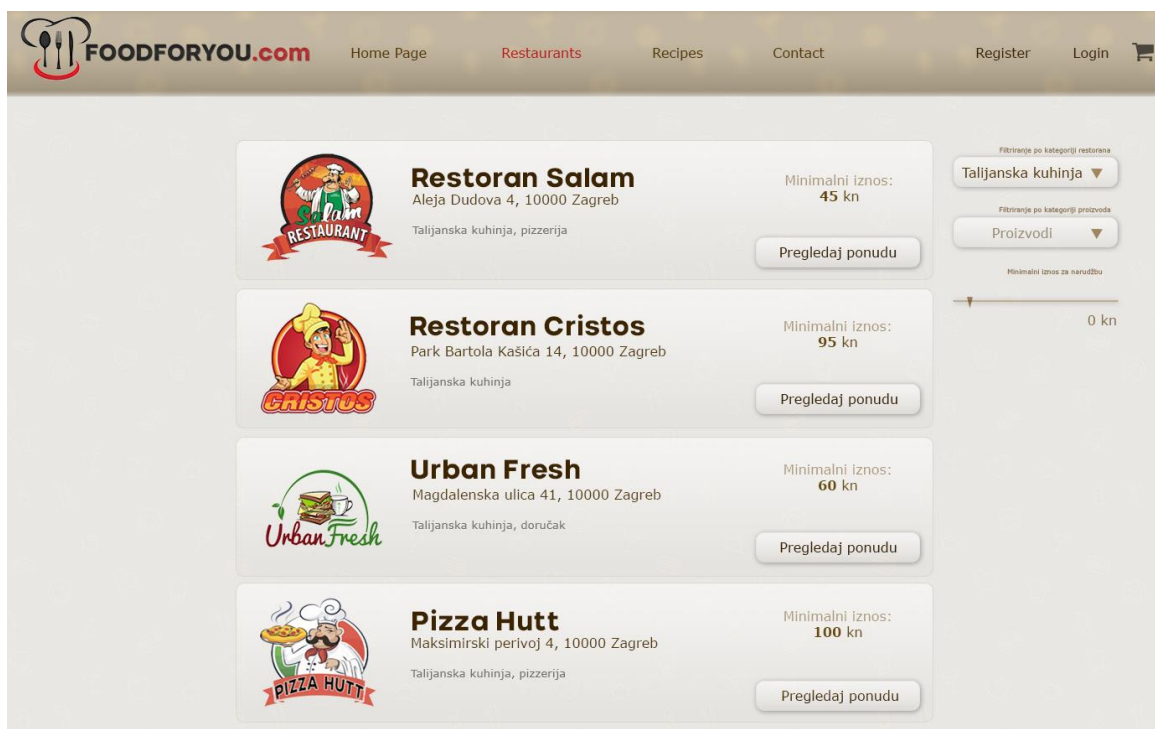 FOODFORYOU.com
Home Page
Restaurants
Recipes
Contact
Register
Login
Salam
RESTAURANT
Restoran Salam
Aleja Dudova 4, 10000 Zagreb
Talijanska kuhinja, pizzerija
Minimalni iznos:
45 kn
Pregledaj ponudu
CRISTOS
Restoran Cristos
Park Bartola Kašića 14, 10000 Zagreb
Talijanska kuhinja
Minimalni iznos:
95 kn
Pregledaj ponudu
Urban Fresh
Urban Fresh
Magdalenska ulica 41, 10000 Zagreb
Talijanska kuhinja, doručak
Minimalni iznos:
60 kn
Pregledaj ponudu
PIZZA HUTT
Pizza Hutt
Maksimirski perivoj 4, 10000 Zagreb
Talijanska kuhinja, pizzerija
Minimalni iznos:
100 kn
Pregledaj ponudu
Filtriranje po kategoriji restorana
Talijanska kuhinja
Filtriranje po kategoriji proizvoda
Proizvodi
Minimalni iznos za narudžbu
0 kn